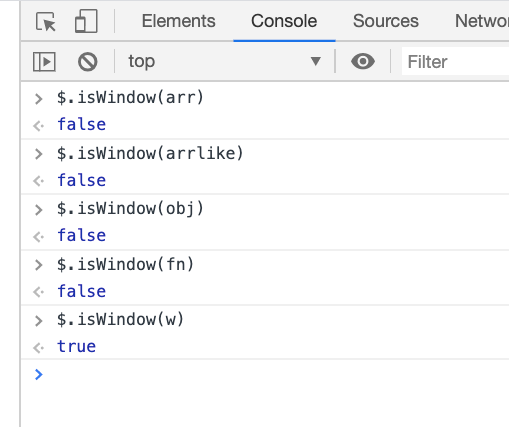 Elements Console Sources Netwo
top Filter
$.isWindow(arr)
false
$.isWindow(arrlike)
false
$.isWindow(obj)
false
$.isWindow(fn)
false
$.isWindow(w)
true